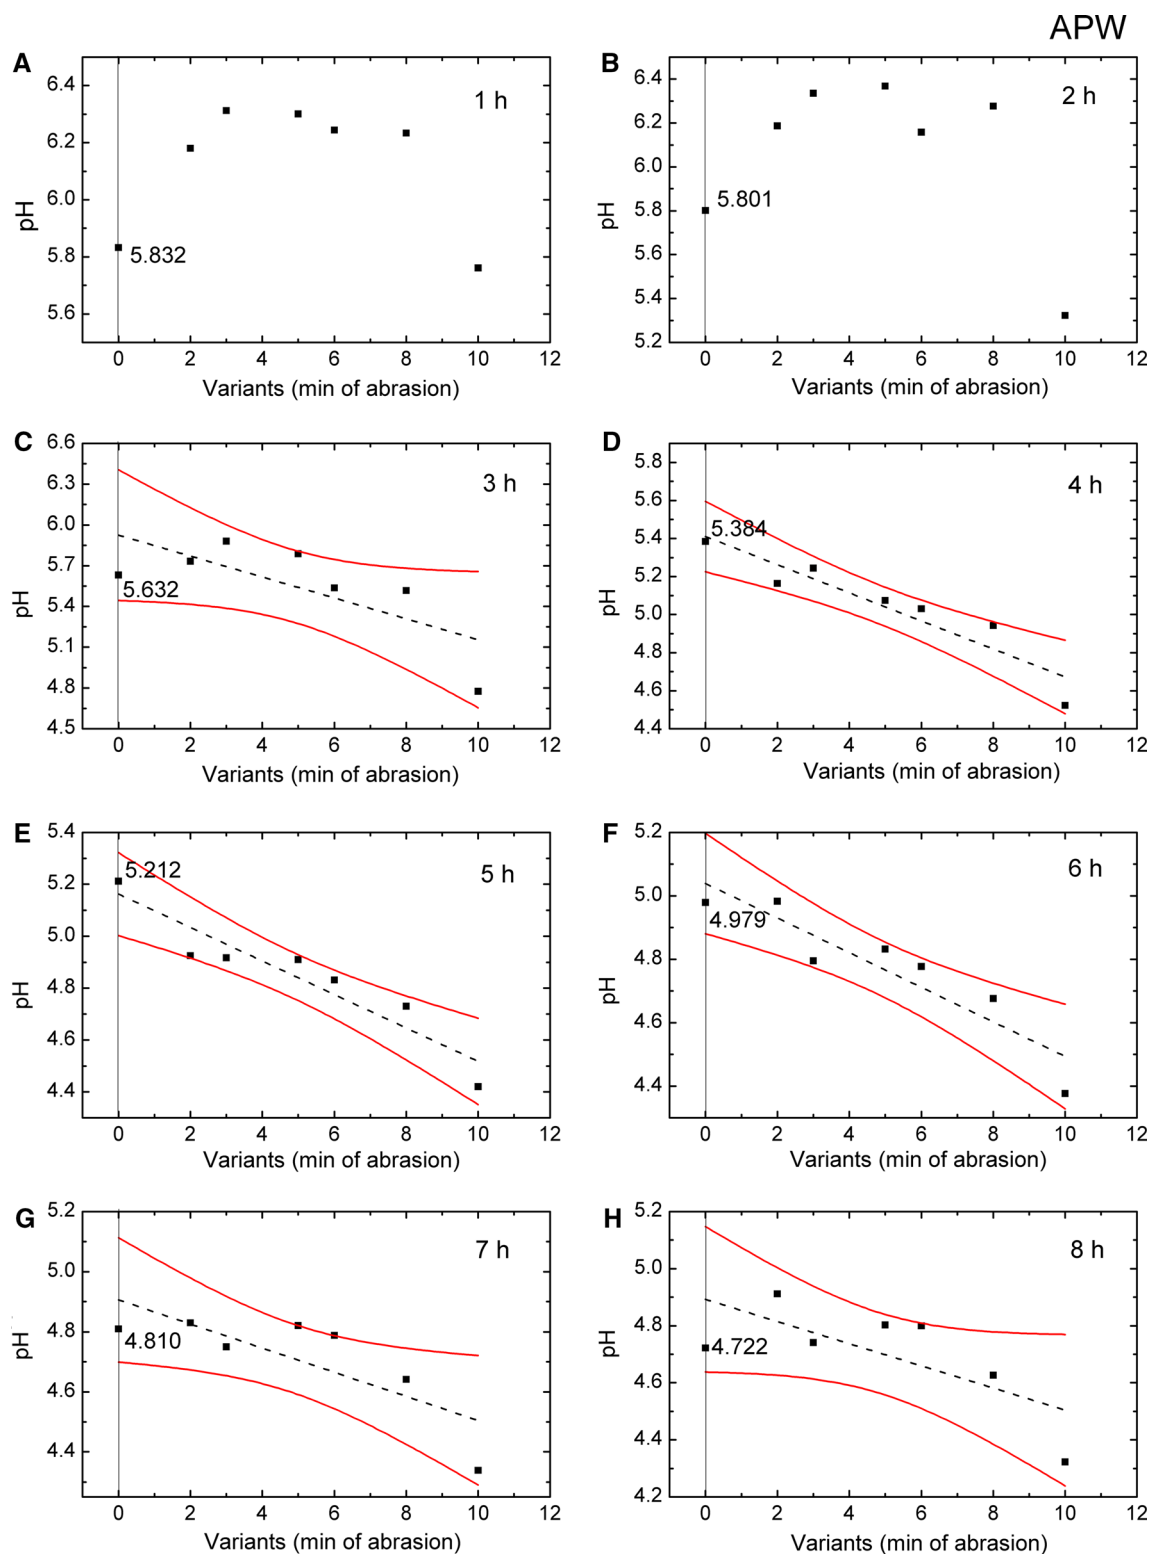 APW
A
1 h
6.4
6.2
6.0
5.8
5.6
pH
5.832
0 2 4 6 8 10 12
Variants (min of abrasion)
B
2 h
6.4
6.2
6.0
5.8
5.6
5.4
5.2
pH
5.801
0 2 4 6 8 10 12
Variants (min of abrasion)
C
3 h
6.6
6.3
6.0
5.7
5.4
5.1
4.8
4.5
pH
5.632
0 2 4 6 8 10 12
Variants (min of abrasion)
D
4 h
5.8
5.6
5.4
5.2
5.0
4.8
4.6
4.4
pH
5.384
0 2 4 6 8 10 12
Variants (min of abrasion)
E
5 h
5.4
5.2
5.0
4.8
4.6
4.4
pH
5.212
0 2 4 6 8 10 12
Variants (min of abrasion)
F
6 h
5.2
5.0
4.8
4.6
4.4
pH
4.979
0 2 4 6 8 10 12
Variants (min of abrasion)
G
7 h
5.2
5.0
4.8
4.6
4.4
pH
4.810
0 2 4 6 8 10 12
Variants (min of abrasion)
H
8 h
5.2
5.0
4.8
4.6
4.4
4.2
pH
4.722
0 2 4 6 8 10 12
Variants (min of abrasion)